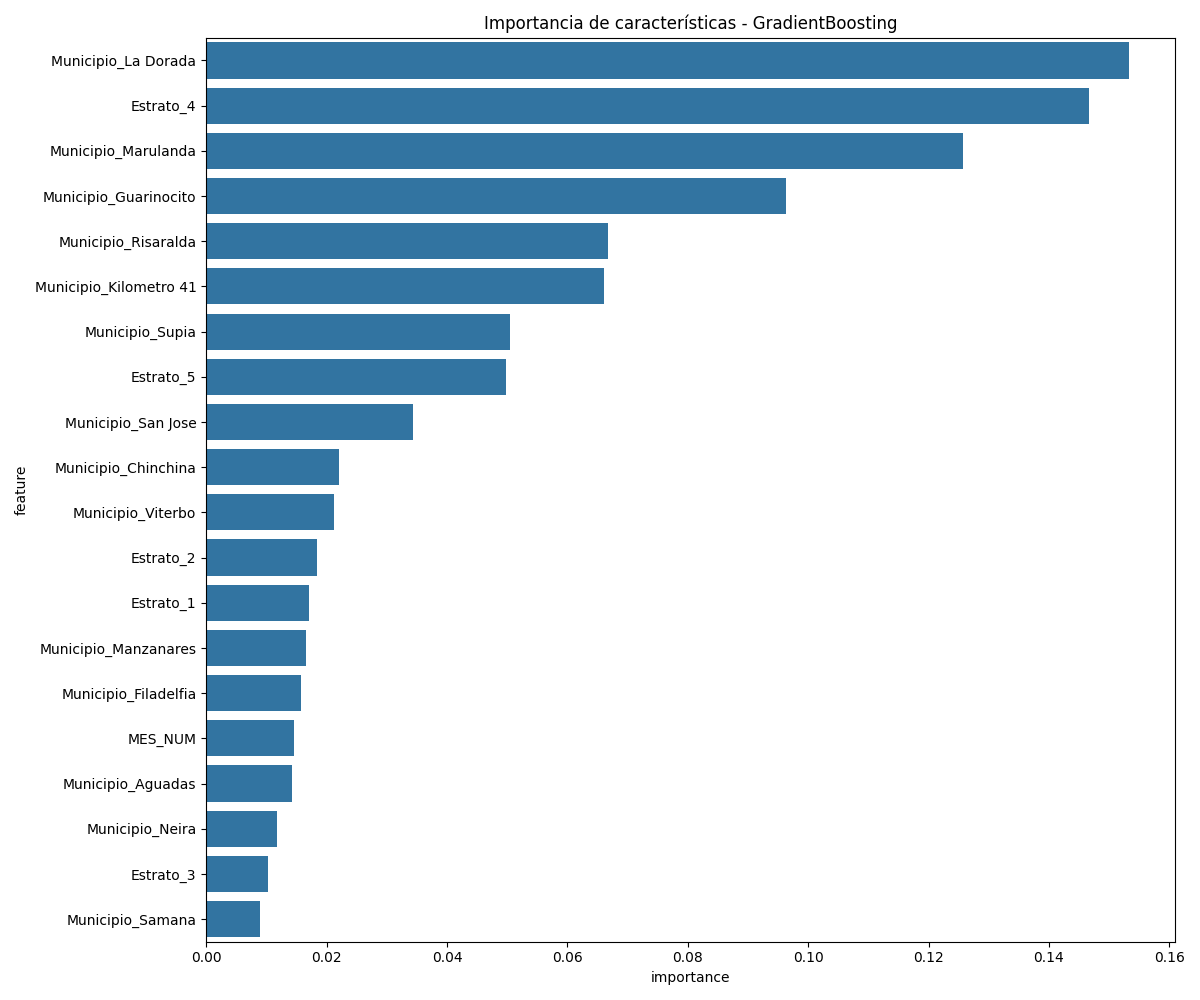 Importancia de características - GradientBoosting
Municipio_La Dorada
Estrato_4
Municipio_Marulanda
Municipio_Guarinocito
Municipio_Risaralda
Municipio_Kilometro 41
Municipio_Supia
Estrato_5
Municipio_San Jose
Municipio_Chinchina
Municipio_Viterbo
Estrato_2
Estrato_1
Municipio_Manzanares
Municipio_Filadelfia
MES_NUM
Municipio_Aguadas
Municipio_Neira
Estrato_3
Municipio_Samana
feature
0.00 0.02 0.04 0.06 0.08 0.10 0.12 0.14 0.16
importance